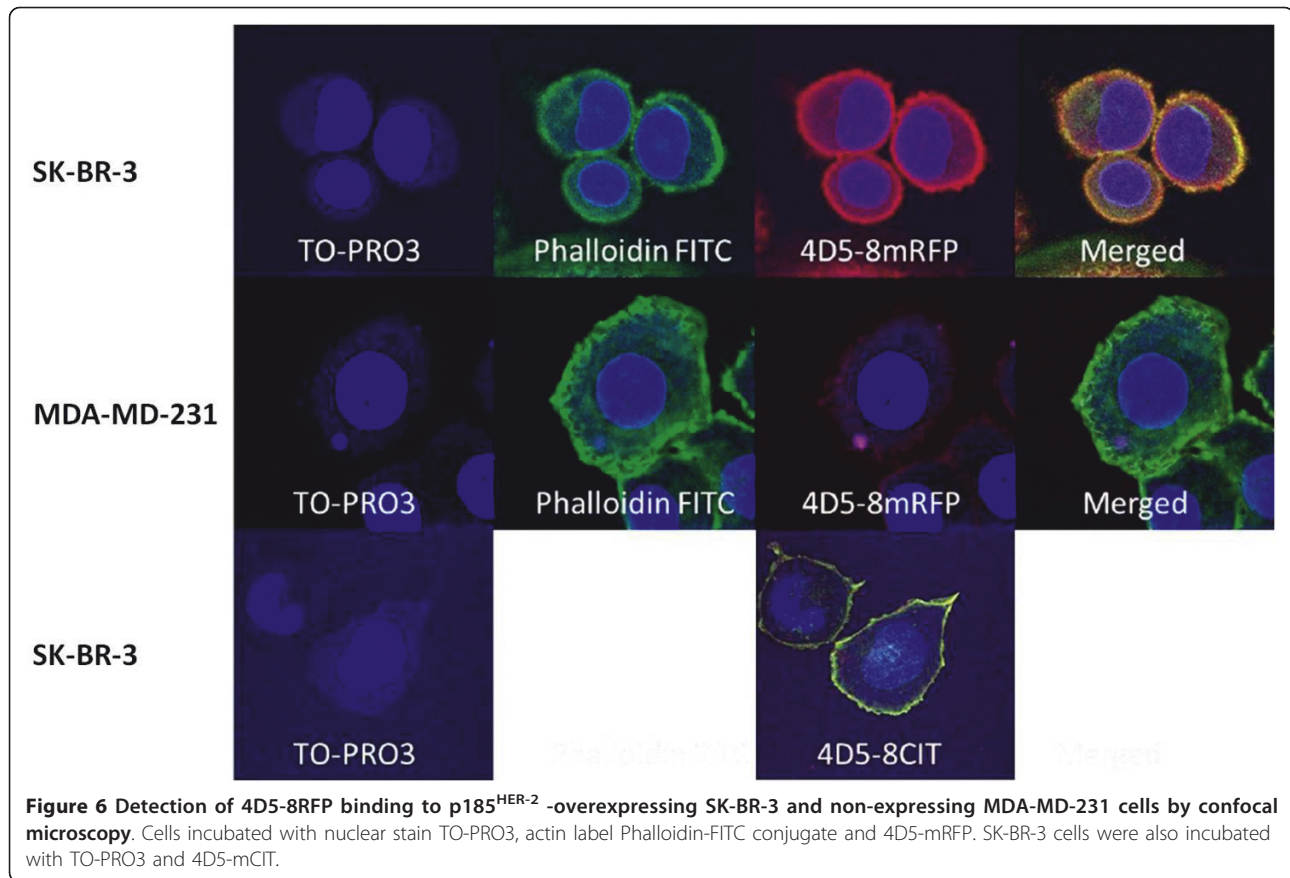 SK-BR-3
TO-PRO3
Phalloidin FITC
4D5-8mRFP
Merged
MDA-MD-231
TO-PRO3
Phalloidin FITC
4D5-8mRFP
Merged
SK-BR-3
TO-PRO3
Phalloidin FITC
4D5-8CIT
Merged
Figure 6 Detection of 4D5-8RFP binding to p185HER-2 -overexpressing SK-BR-3 and non-expressing MDA-MD-231 cells by confocal
microscopy. Cells incubated with nuclear stain TO-PRO3, actin label Phalloidin-FITC conjugate and 4D5-mRFP. SK-BR-3 cells were also incubated
with TO-PRO3 and 4D5-mCIT.